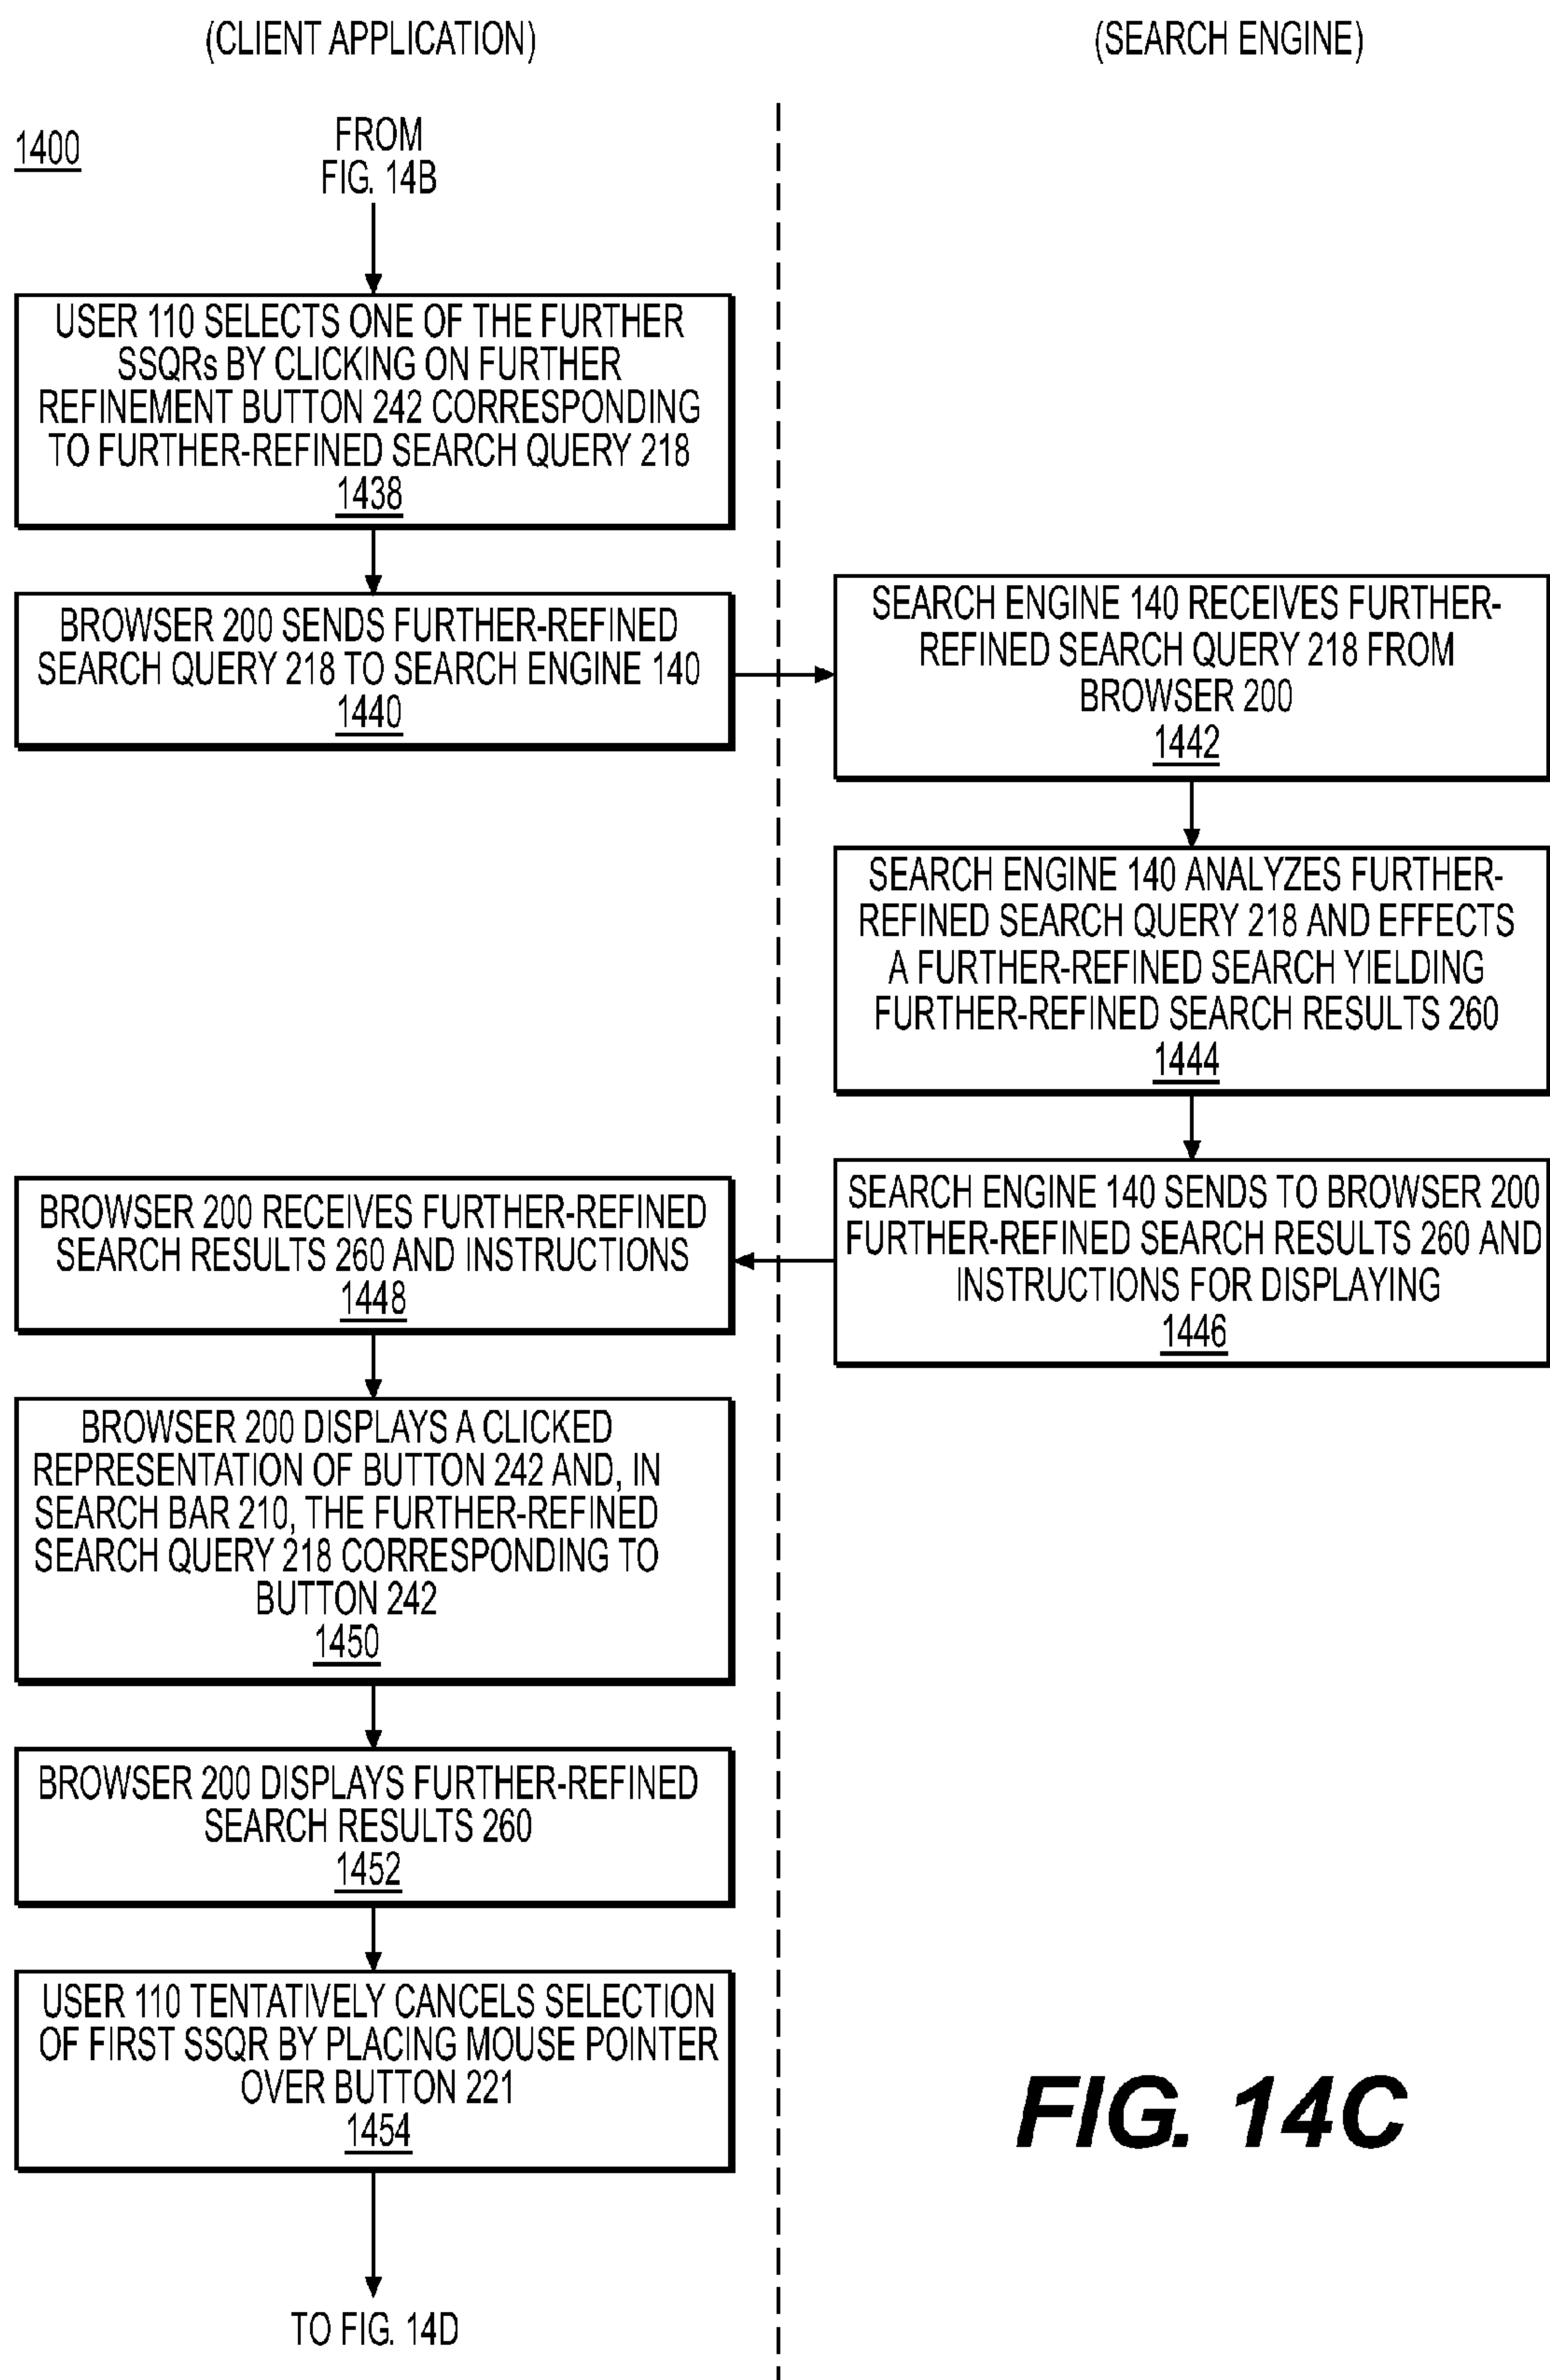 (CLIENT APPLICATION)
(SEARCH ENGINE)
1400
FROM
FIG. 14B
USER 110 SELECTS ONE OF THE FURTHER
SSQRs BY CLICKING ON FURTHER
REFINEMENT BUTTON 242 CORRESPONDING
TO FURTHER-REFINED SEARCH QUERY 218
1438
BROWSER 200 SENDS FURTHER-REFINED
SEARCH QUERY 218 TO SEARCH ENGINE 140
1440
SEARCH ENGINE 140 RECEIVES FURTHER-
REFINED SEARCH QUERY 218 FROM
BROWSER 200
1442
SEARCH ENGINE 140 ANALYZES FURTHER-
REFINED SEARCH QUERY 218 AND EFFECTS
A FURTHER-REFINED SEARCH YIELDING
FURTHER-REFINED SEARCH RESULTS 260
1444
SEARCH ENGINE 140 SENDS TO BROWSER 200
FURTHER-REFINED SEARCH RESULTS 260 AND
INSTRUCTIONS FOR DISPLAYING
1446
BROWSER 200 RECEIVES FURTHER-REFINED
SEARCH RESULTS 260 AND INSTRUCTIONS
1448
BROWSER 200 DISPLAYS A CLICKED
REPRESENTATION OF BUTTON 242 AND, IN
SEARCH BAR 210, THE FURTHER-REFINED
SEARCH QUERY 218 CORRESPONDING TO
BUTTON 242
1450
BROWSER 200 DISPLAYS FURTHER-REFINED
SEARCH RESULTS 260
1452
USER 110 TENTATIVELY CANCELS SELECTION
OF FIRST SSQR BY PLACING MOUSE POINTER
OVER BUTTON 221
1454
TO FIG. 14D
FIG. 14C